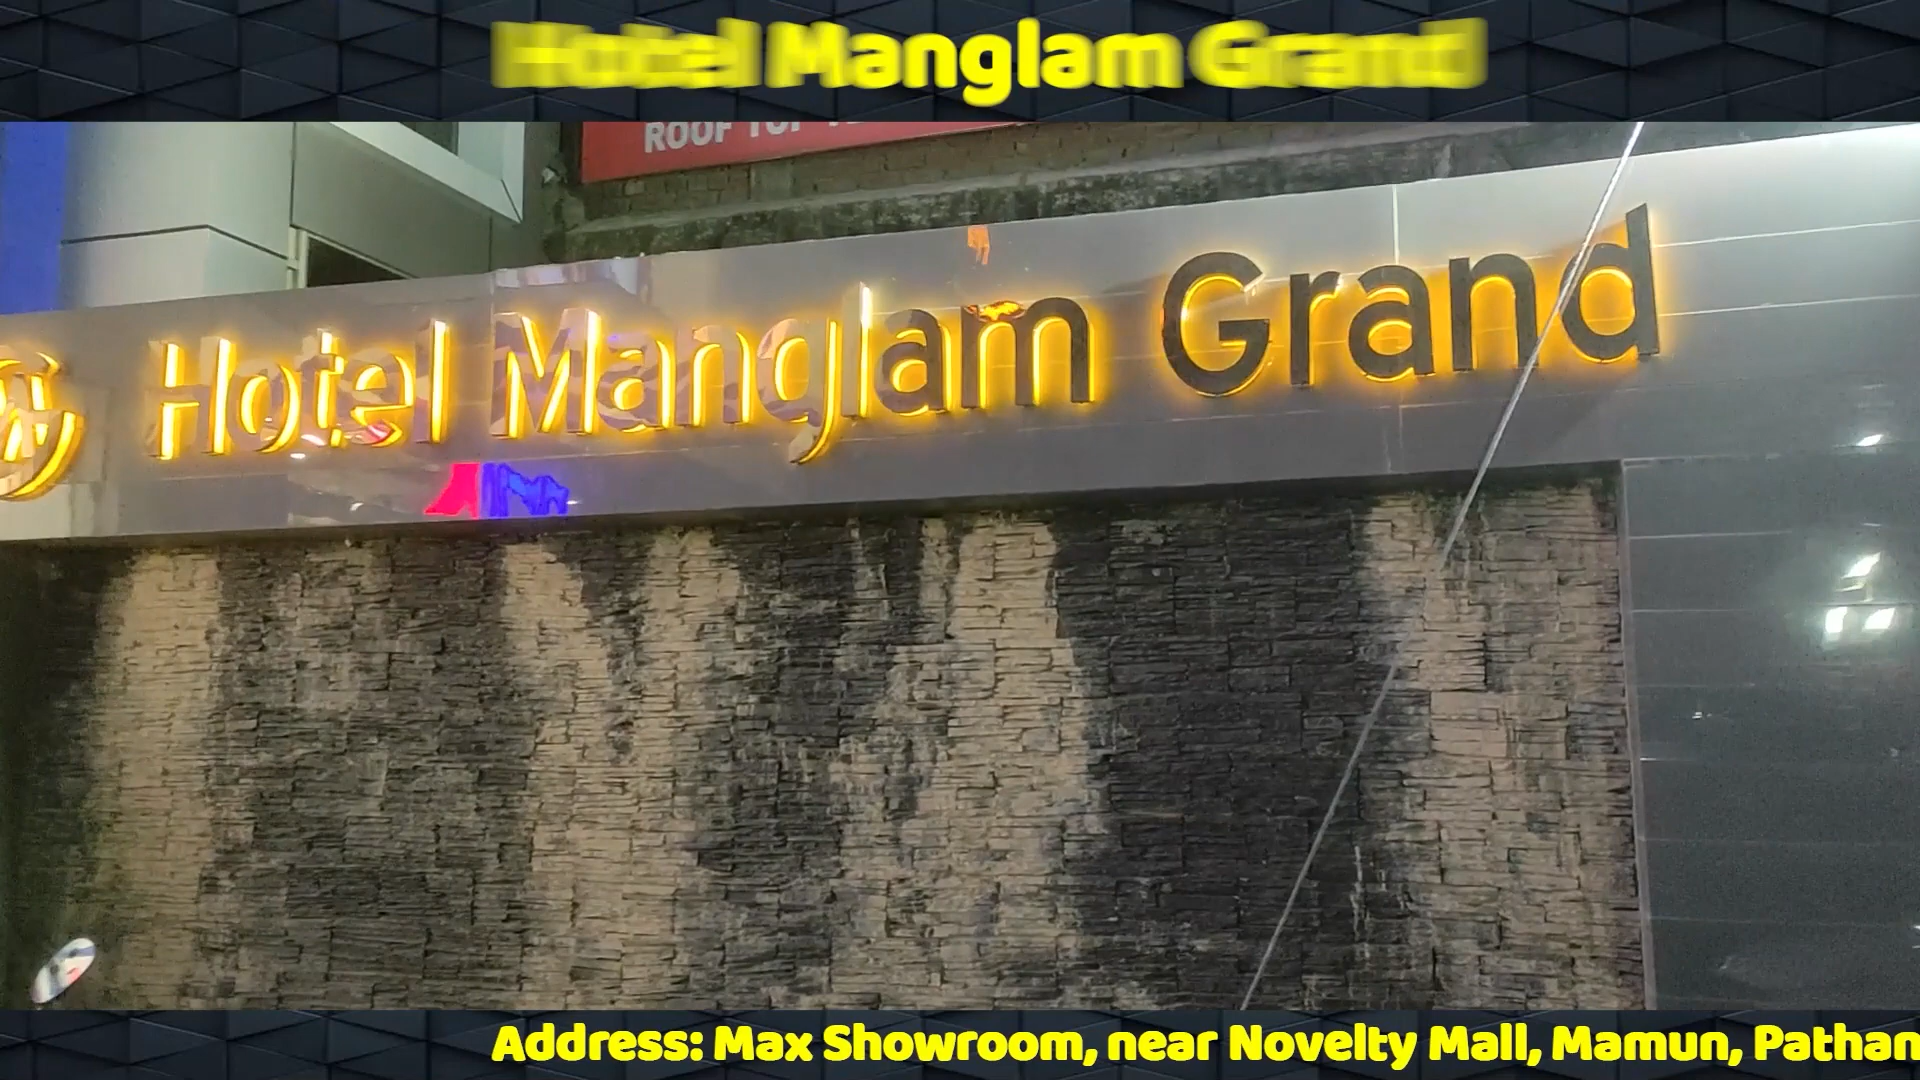 Hotel Manglam Grand
ROOF TOP
Hotel Manglam Grand
Address: Max Showroom, near Novelty Mall, Mamun, Pathan